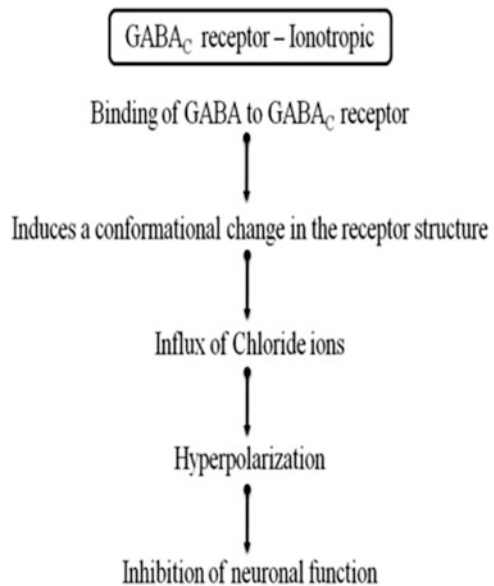 GABAC receptor – Ionotropic
Binding of GABA to GABAC receptor
Induces a conformational change in the receptor structure
Influx of Chloride ions
Hyperpolarization
Inhibition of neuronal function